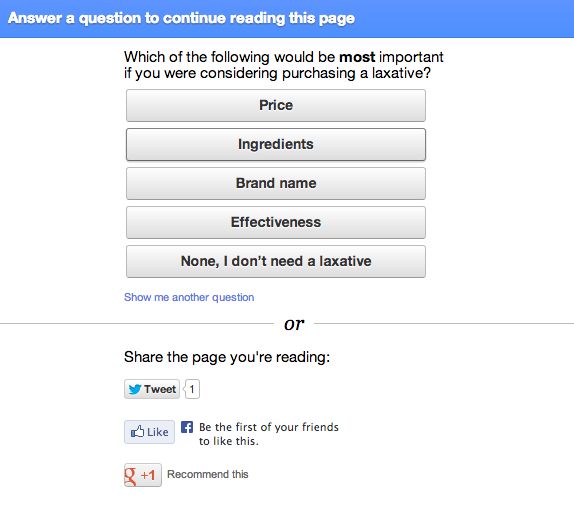 Answer a question to continue reading this page
Which of the following would be most important
if you were considering purchasing a laxative?
Price
Ingredients
Brand name
Effectiveness
None, I don't need a laxative
Show me another question
or
Share the page you're reading:
Tweet 1
Like Be the first of your friends
to like this.
g +1 Recommend this